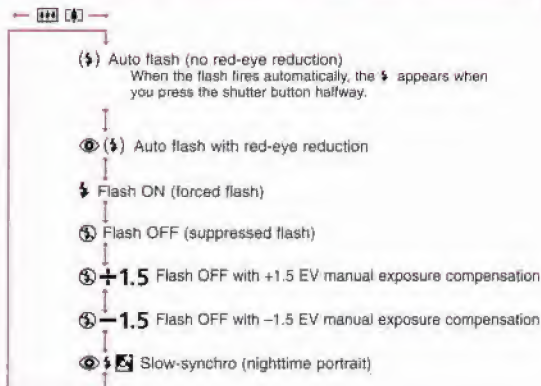 Auto flash (no red-eye reduction)
When the flash fires automatically, the appears when
you press the shutter button halfway.
Auto flash with red-eye reduction
Flash ON (forced flash)
Flash OFF (suppressed flash)
+1.5 Flash OFF with +1.5 EV manual exposure compensation
−1.5 Flash OFF with –1.5 EV manual exposure compensation
Slow-synchro (nighttime portrait)